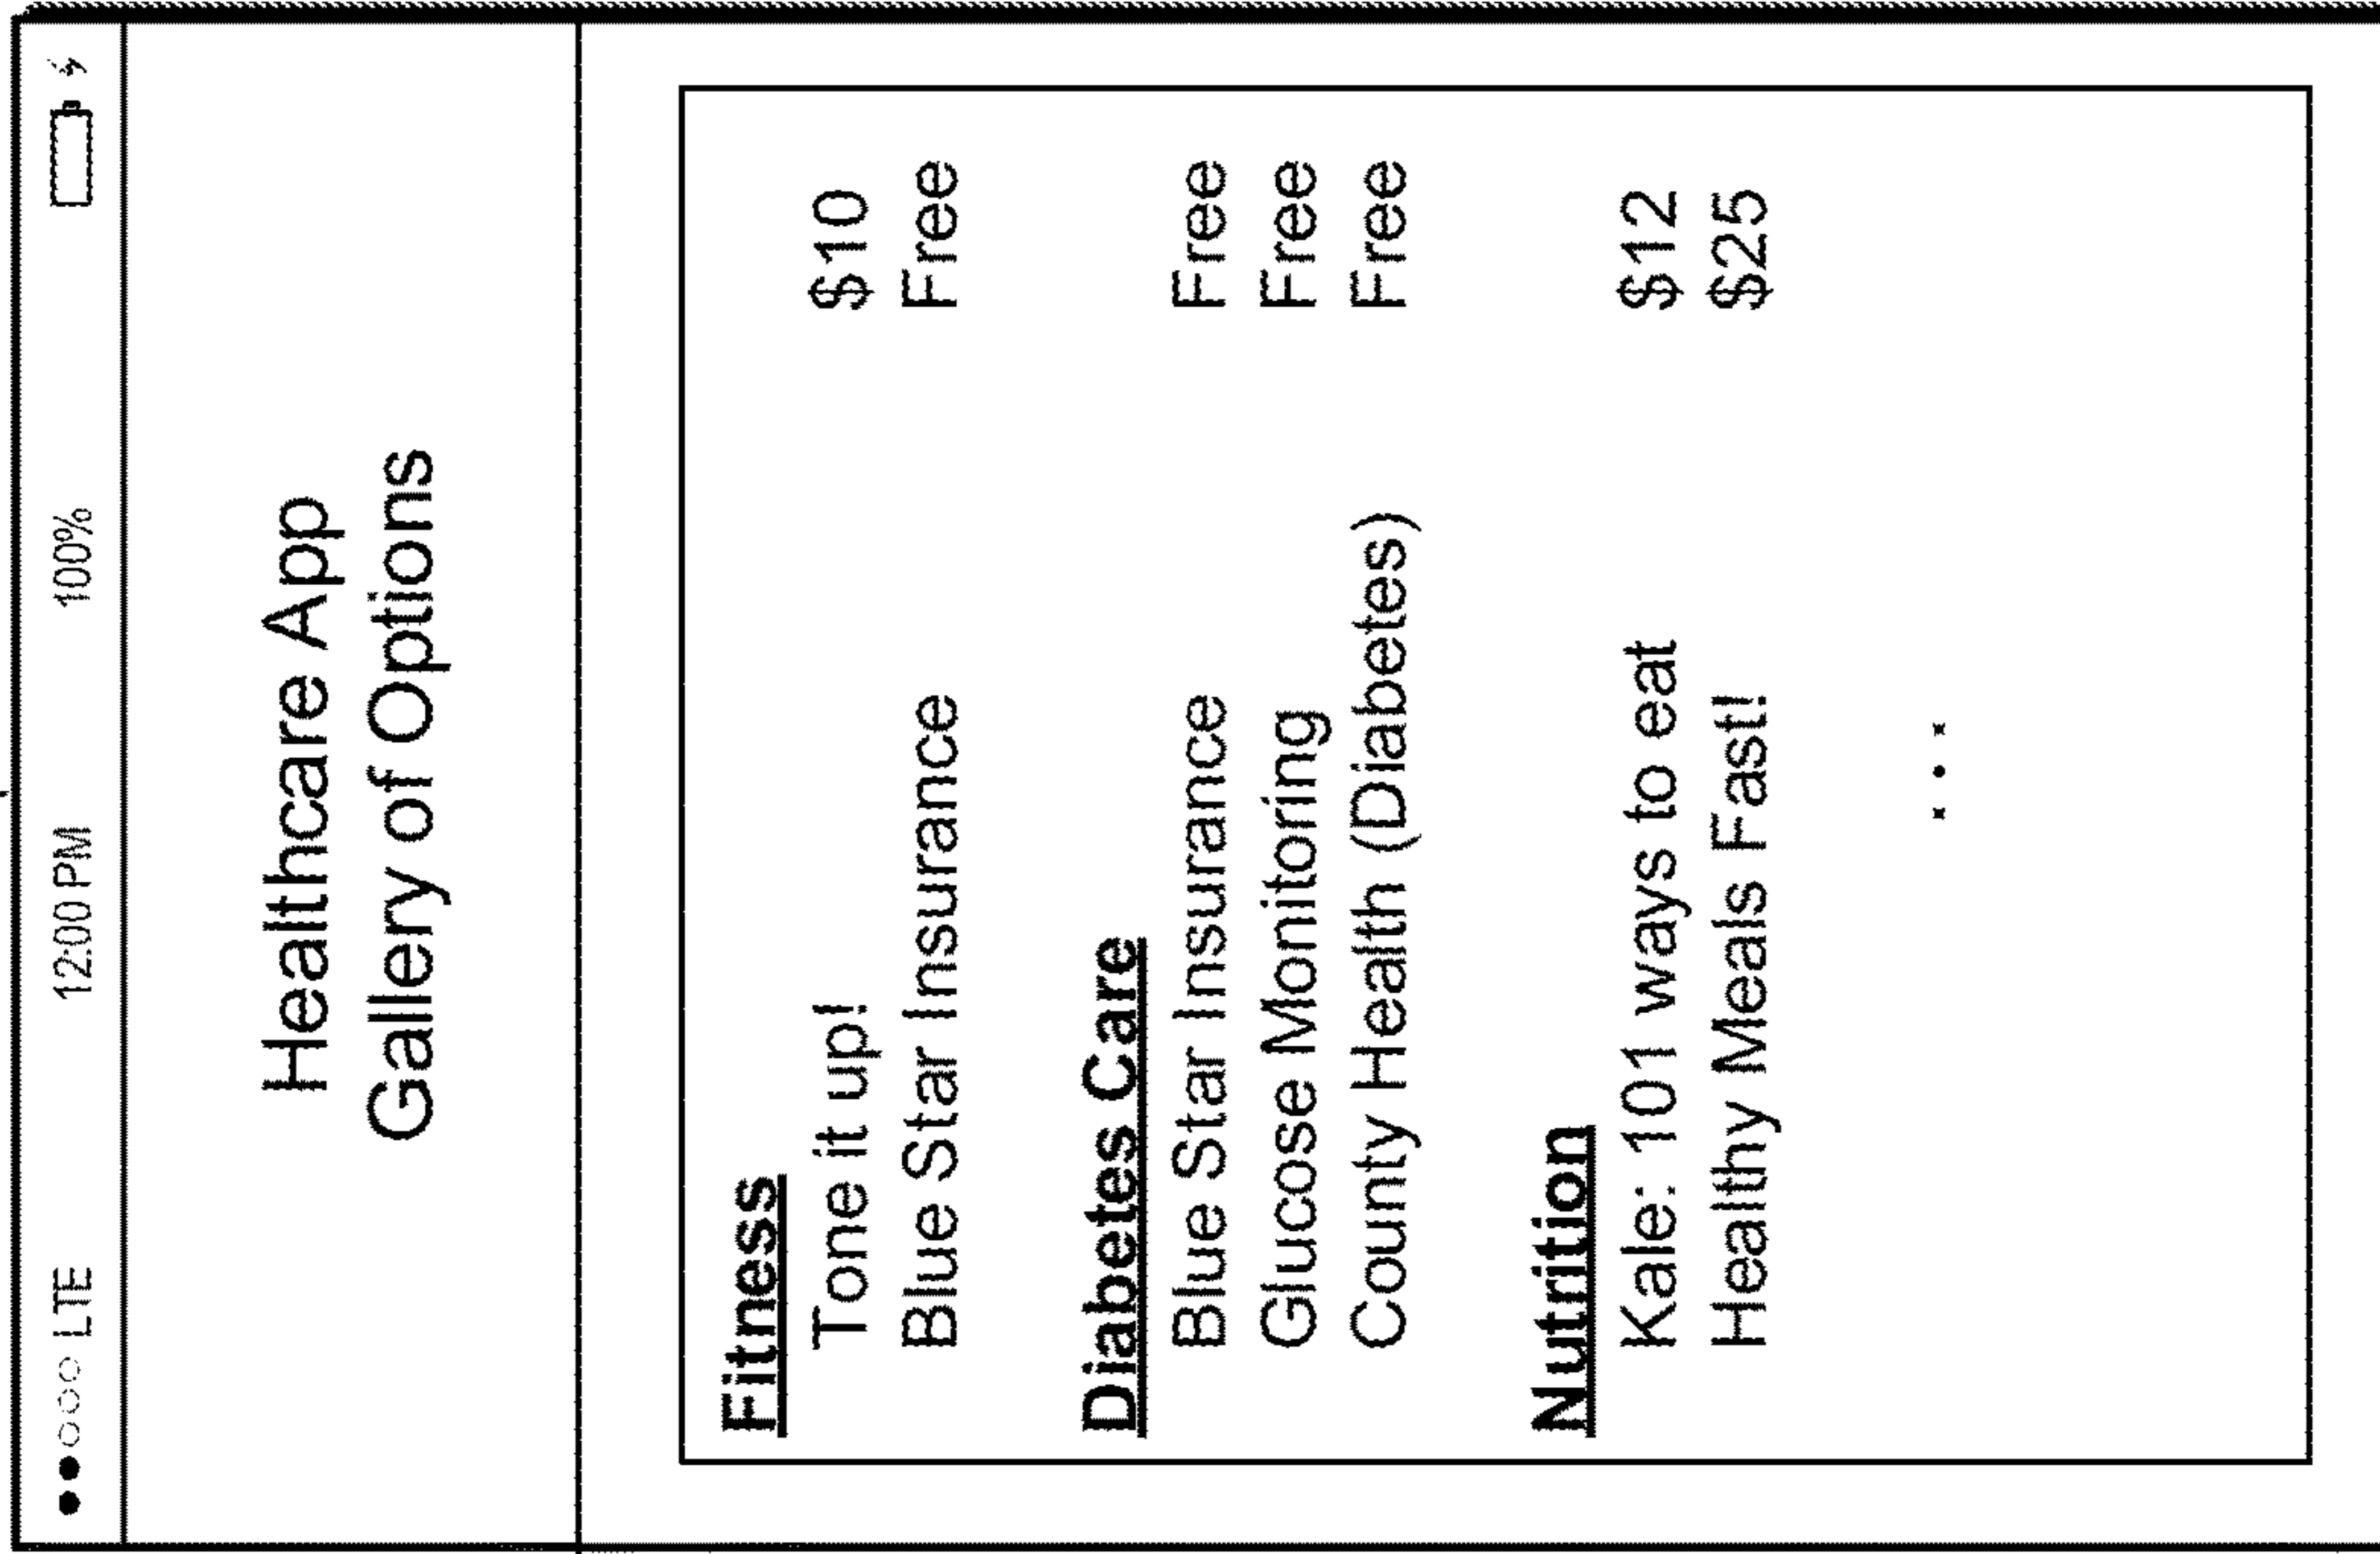 LTE 12:00 PM 100%
Healthcare App
Gallery of Options
Fitness
Tone it up! $10
Blue Star Insurance Free
Diabetes Care
Blue Star Insurance Free
Glucose Monitoring Free
County Health (Diabetes) Free
Nutrition
Kale: 101 ways to eat $12
Healthy Meals Fast! $25
. . .